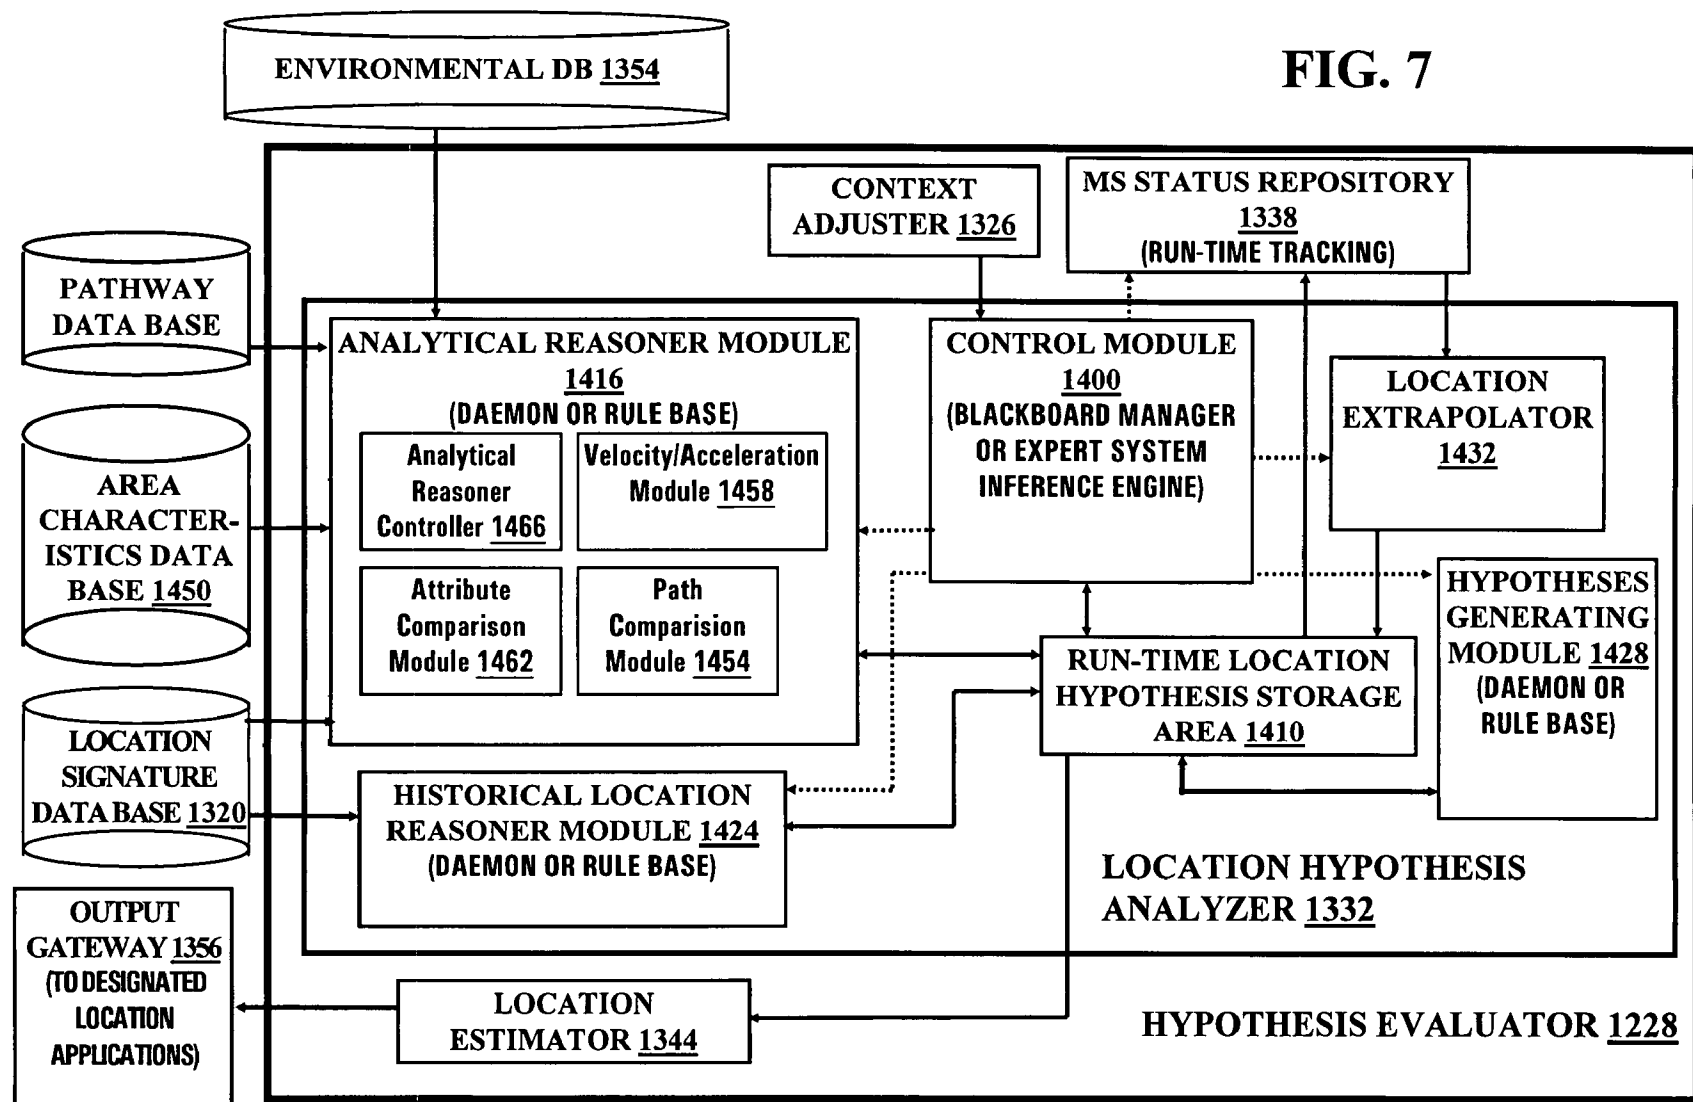 FIG. 7
ENVIRONMENTAL DB 1354
CONTEXT
ADJUSTER 1326
MS STATUS REPOSITORY
1338
(RUN-TIME TRACKING)
PATHWAY
DATA BASE
ANALYTICAL REASONER MODULE
1416
(DAEMON OR RULE BASE)
Analytical
Reasoner
Controller 1466
Velocity/Acceleration
Module 1458
Attribute
Comparison
Module 1462
Path
Comparision
Module 1454
CONTROL MODULE
1400
(BLACKBOARD MANAGER
OR EXPERT SYSTEM
INFERENCE ENGINE)
LOCATION
EXTRAPOLATOR
1432
AREA
CHARACTER-
ISTICS DATA
BASE 1450
HYPOTHESES
GENERATING
MODULE 1428
(DAEMON OR
RULE BASE)
RUN-TIME LOCATION
HYPOTHESIS STORAGE
AREA 1410
LOCATION
SIGNATURE
DATA BASE 1320
HISTORICAL LOCATION
REASONER MODULE 1424
(DAEMON OR RULE BASE)
LOCATION HYPOTHESIS
ANALYZER 1332
OUTPUT
GATEWAY 1356
(TO DESIGNATED
LOCATION
APPLICATIONS)
LOCATION
ESTIMATOR 1344
HYPOTHESIS EVALUATOR 1228